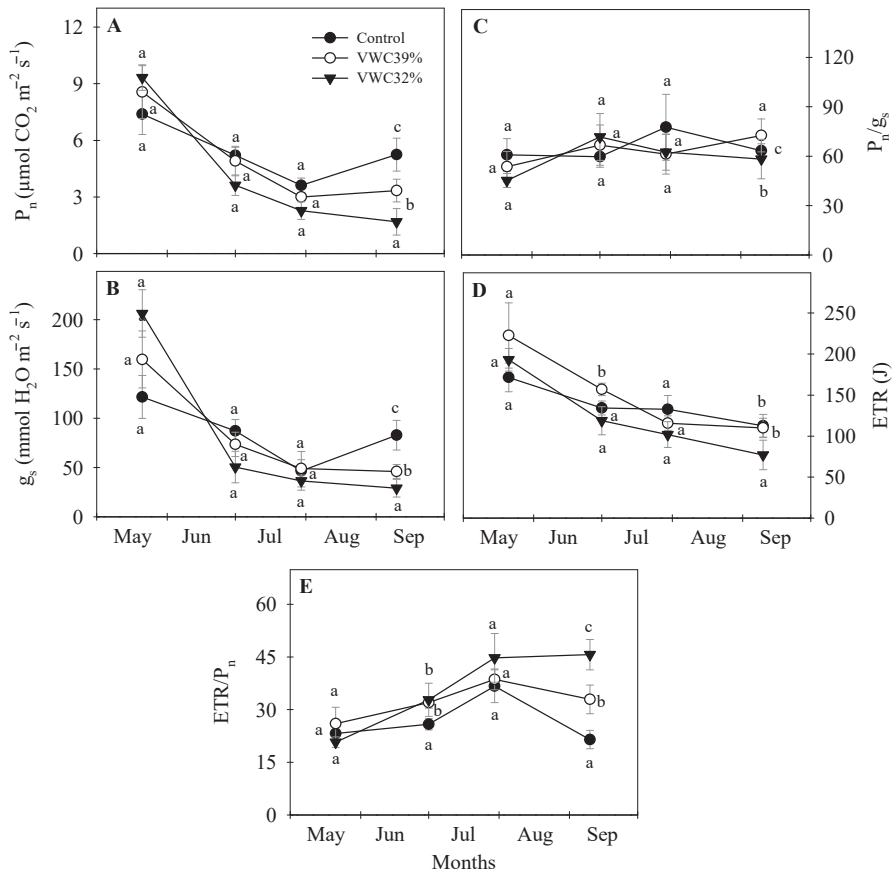 A
Control
VWC39%
VWC32%
12
9
6
3
0
Pn (µmol CO2 m−2 s−1)
a
a
a
a
a
a
a
a
a
c
b
a
C
120
90
60
30
0
Pn/gs
a
a
a
a
a
a
a
a
a
a
c
b
B
200
150
100
50
0
gs (mmol H2O m−2 s−1)
a
a
a
a
a
a
a
a
a
c
b
a
May Jun Jul Aug Sep
D
250
200
150
100
50
0
ETR (J)
a
a
a
b
a
a
a
a
a
b
b
a
May Jun Jul Aug Sep
E
60
45
30
15
0
ETR/Pn
a
a
a
b
b
a
a
a
a
c
b
a
May Jun Jul Aug Sep
Months